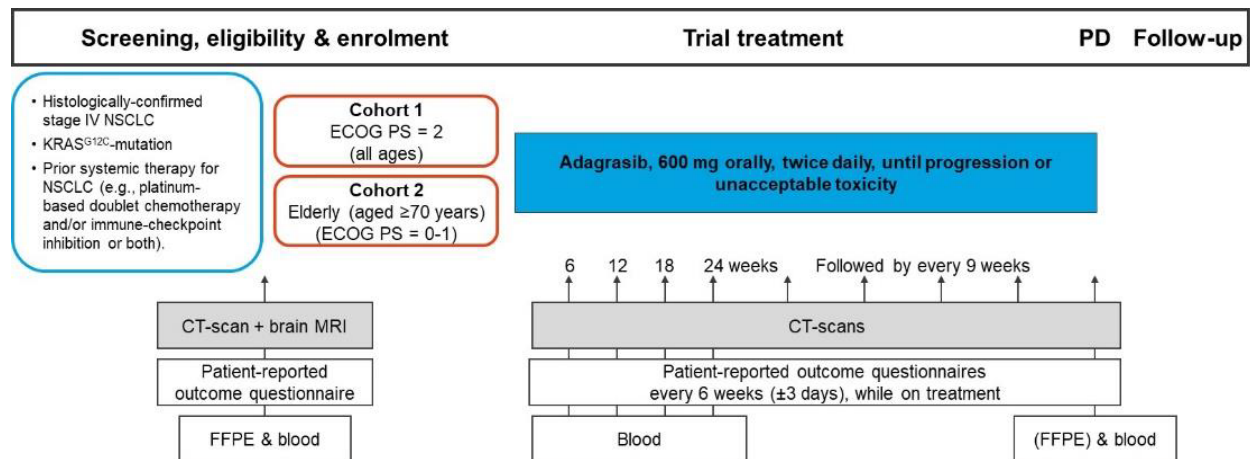 Screening, eligibility & enrolment
Trial treatment
PD
Follow-up
• Histologically-confirmed
stage IV NSCLC
• KRASG12C-mutation
• Prior systemic therapy for
NSCLC (e.g., platinum-
based doublet chemotherapy
and/or immune-checkpoint
inhibition or both).
Cohort 1
ECOG PS = 2
(all ages)
Cohort 2
Elderly (aged ≥70 years)
(ECOG PS = 0-1)
Adagrasib, 600 mg orally, twice daily, until progression or
unacceptable toxicity
6 12 18 24 weeks Followed by every 9 weeks
CT-scan + brain MRI
CT-scans
Patient-reported
outcome questionnaire
Patient-reported outcome questionnaires
every 6 weeks (±3 days), while on treatment
FFPE & blood
Blood
(FFPE) & blood